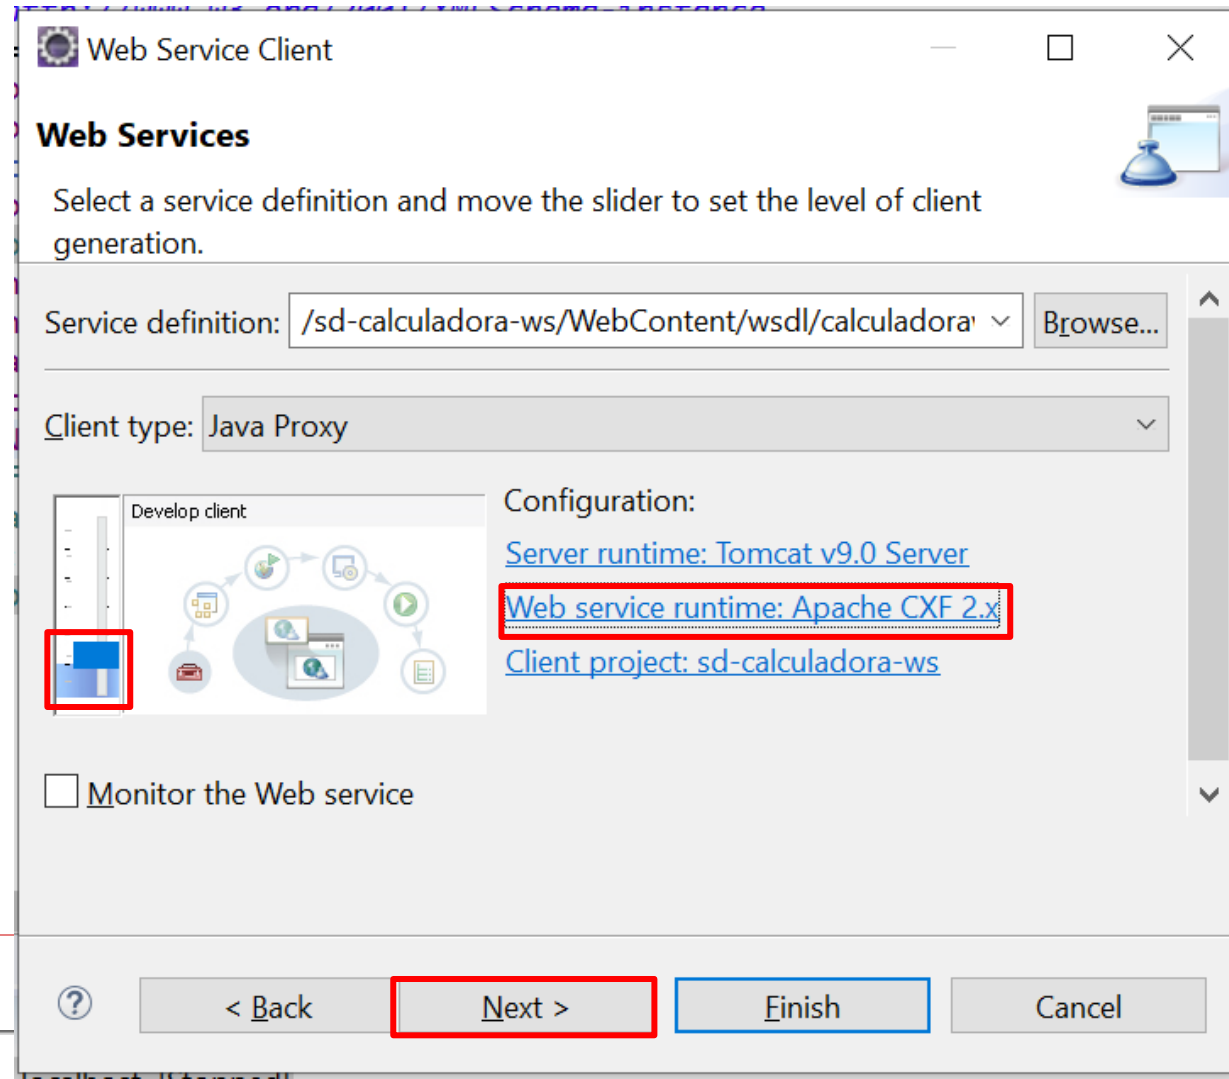 Web Service Client
Web Services
Select a service definition and move the slider to set the level of client
generation.
Service definition: /sd-calculadora-ws/WebContent/wsdl/calculadora Browse...
Client type: Java Proxy
Develop client
Configuration:
Server runtime: Tomcat v9.0 Server
Web service runtime: Apache CXF 2.x
Client project: sd-calculadora-ws
Monitor the Web service
? < Back Next > Finish Cancel